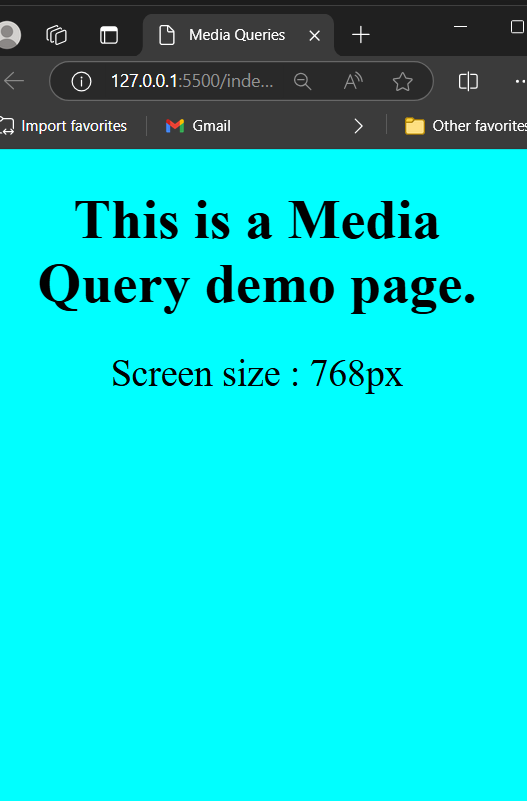 Media Queries
127.0.0.1:5500/inde...
Import favorites
Gmail
Other favorites
This is a Media
Query demo page.
Screen size : 768px